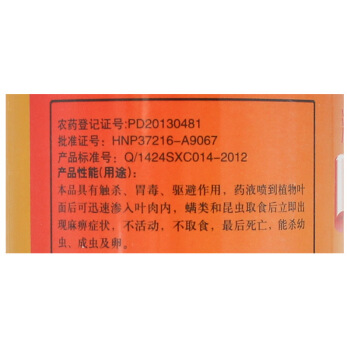 农药登记证号:PD20130481
批准证号：HNP37216-A9067
产品标准号：Q/1424SXC014-2012
产品性能(用途)：
本品具有触杀、胃毒、驱避作用，药液喷到植物叶
面后可迅速渗入叶肉内，螨类和昆虫取食后立即出
现麻痹症状，不活动，不取食，最后死亡，能杀幼
虫，成虫及卵。